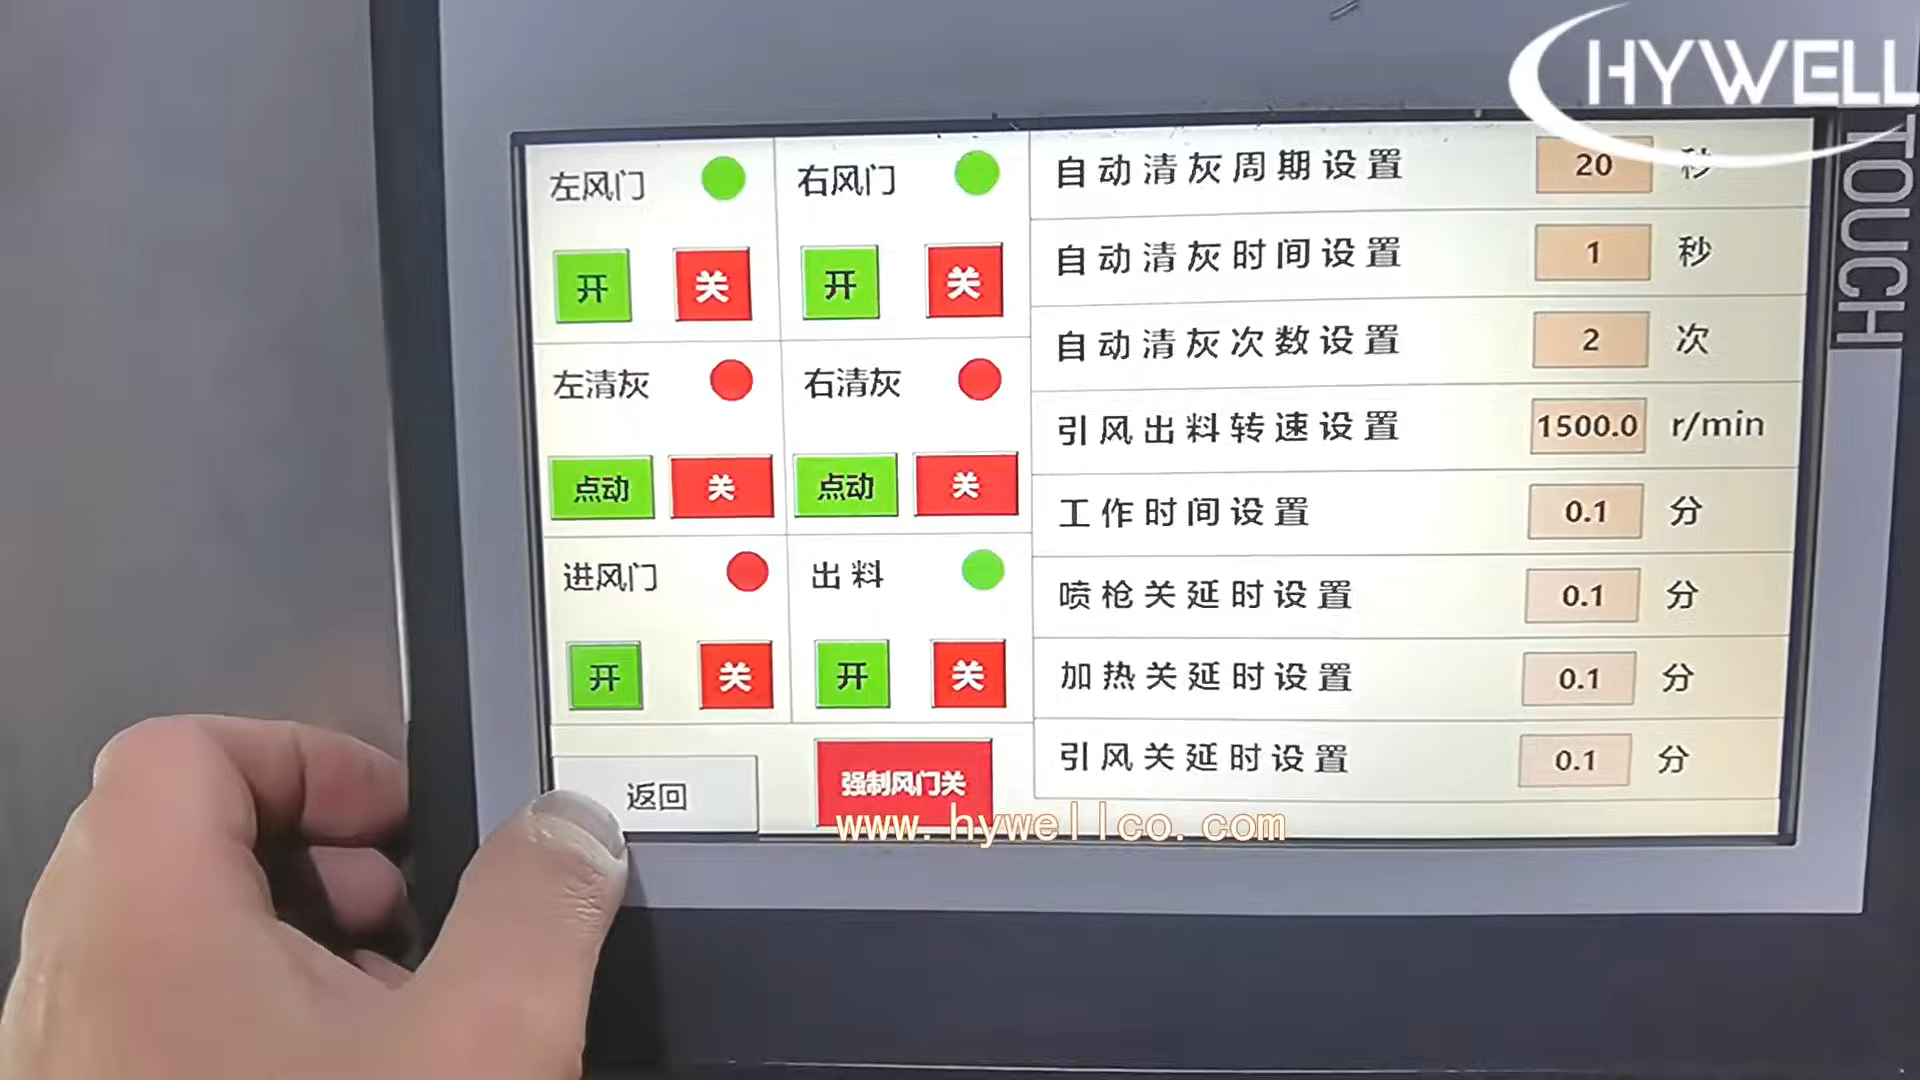 HYWELL
TOUCH
左风门
右风门
开 关 开 关
左清灰
右清灰
点动 关 点动 关
进风门
出料
开 关 开 关
返回
强制风门关
自动清灰周期设置 20 秒
自动清灰时间设置 1 秒
自动清灰次数设置 2 次
引风出料转速设置 1500.0 r/min
工作时间设置 0.1 分
喷枪关延时设置 0.1 分
加热关延时设置 0.1 分
引风关延时设置 0.1 分
www.hywellco.com